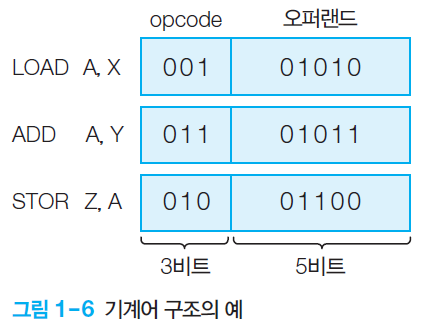 opcode 오퍼랜드
LOAD A, X 001 01010
ADD A, Y 011 01011
STOR Z, A 010 01100
3비트 5비트
그림 1-6 기계어 구조의 예